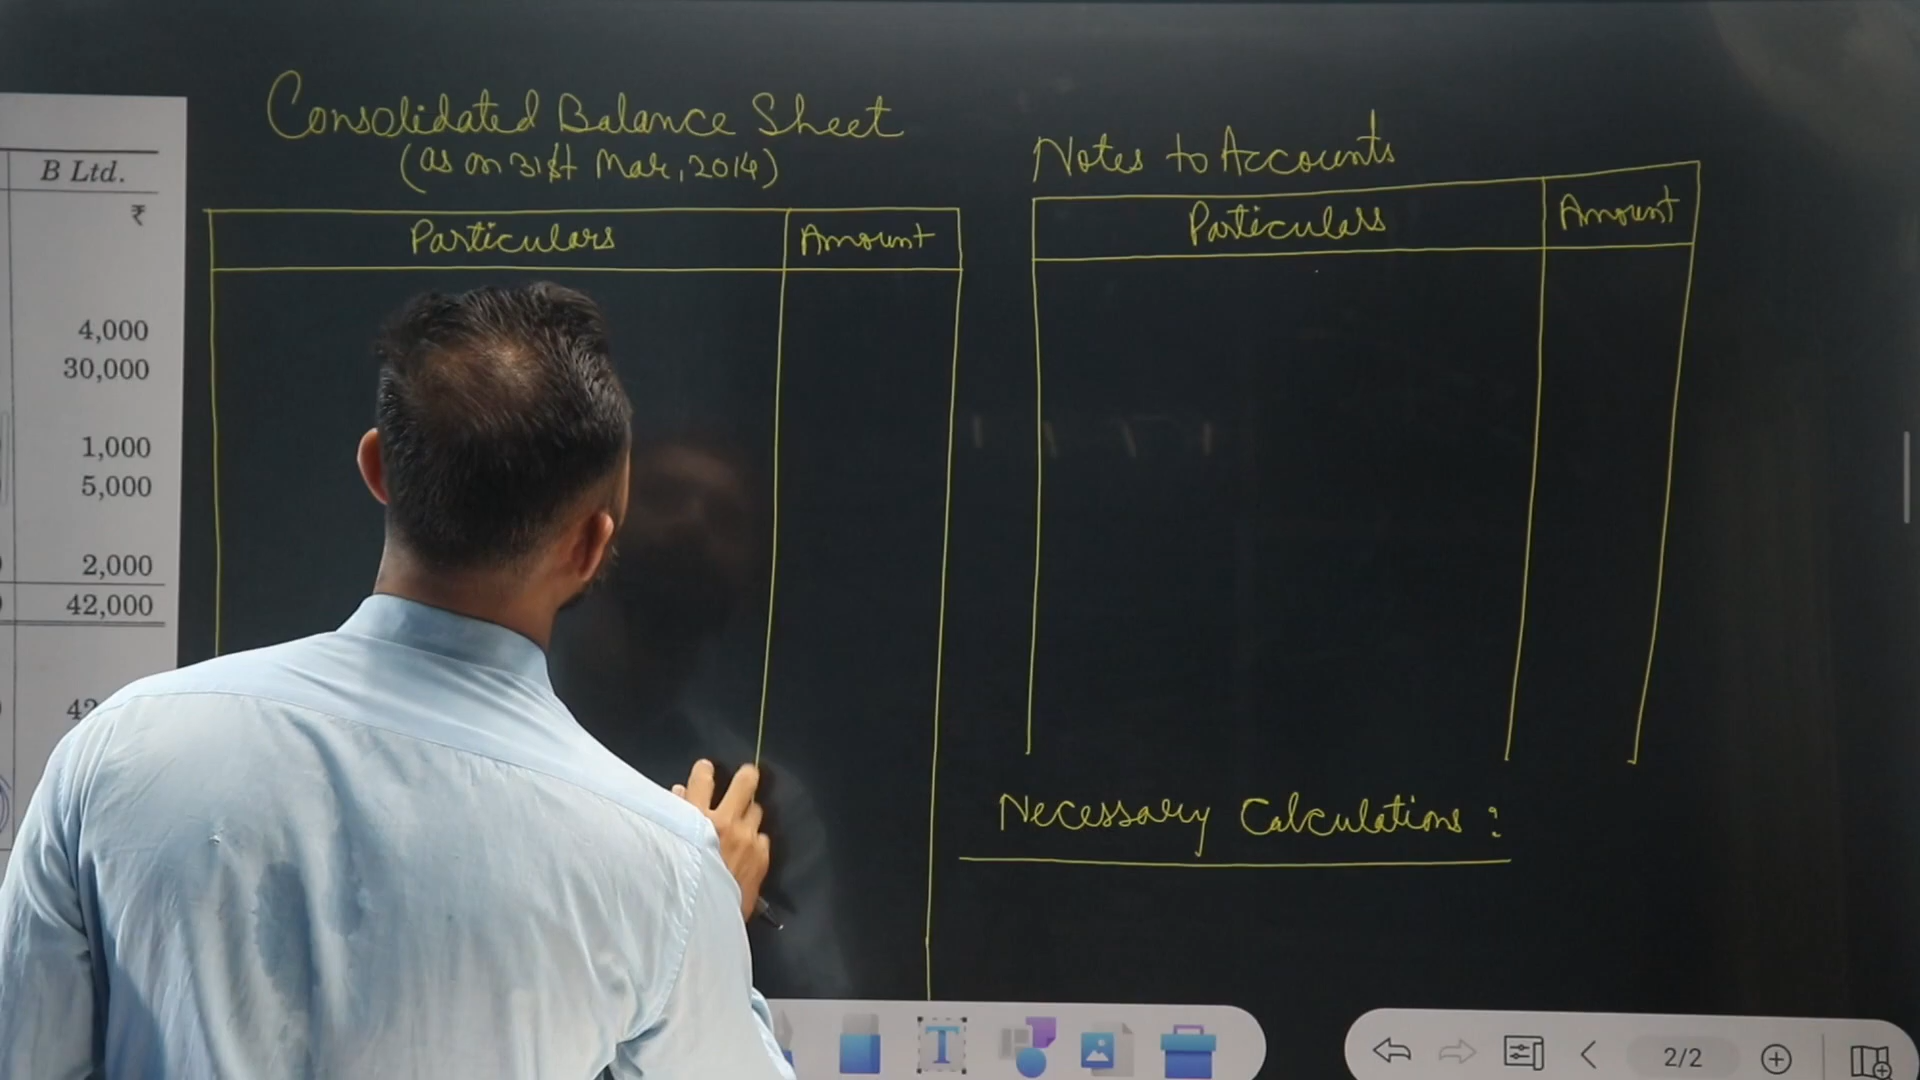 B Ltd.
₹
4,000
30,000
1,000
5,000
2,000
42,000
42
Consolidated Balance Sheet
(as on 31st Mar, 2014)
Particulars Amount
Notes to Accounts
Particulars Amount
Necessary Calculations :
T
2/2